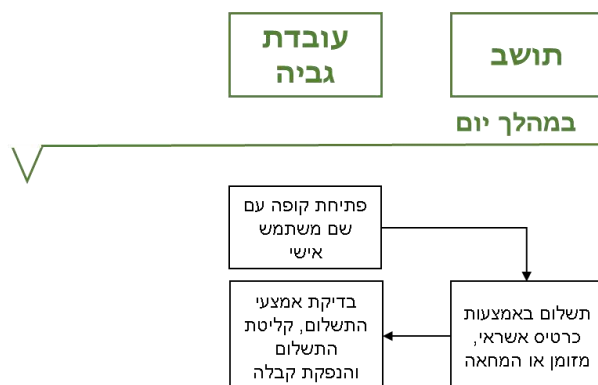 תושב
עובדת
גביה
במהלך יום
פתיחת קופה עם
שם משתמש
אישי
תשלום באמצעות
כרטיס אשראי,
מזומן או המחאה
בדיקת אמצעי
התשלום, קליטת
התשלום
והנפקת קבלה